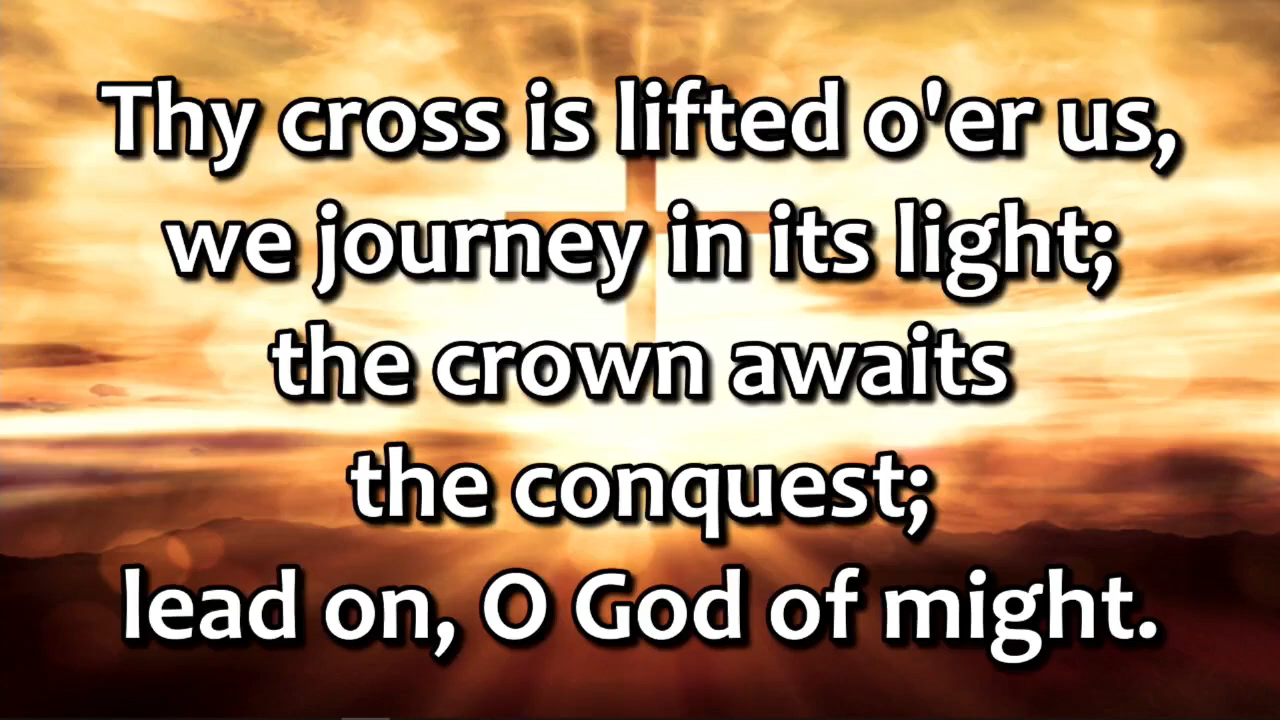 Thy cross is lifted o'er us,
we journey in its light;
the crown awaits
the conquest;
lead on, O God of might.